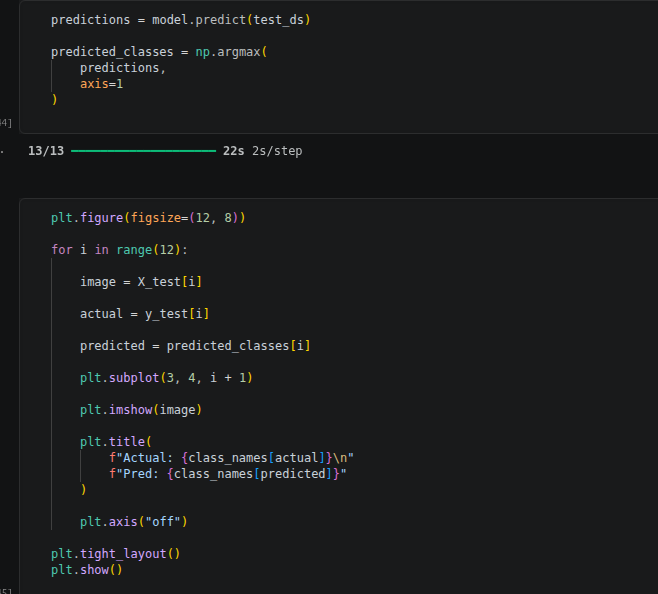 predictions = model.predict(test_ds)
predicted_classes = np.argmax(
predictions,
axis=1
)
4]
13/13 22s 2s/step
plt.figure(figsize=(12, 8))
for i in range(12):
image = X_test[i]
actual = y_test[i]
predicted = predicted_classes[i]
plt.subplot(3, 4, i + 1)
plt.imshow(image)
plt.title(
f"Actual: {class_names[actual]}\n"
f"Pred: {class_names[predicted]}"
)
plt.axis("off")
plt.tight_layout()
plt.show()